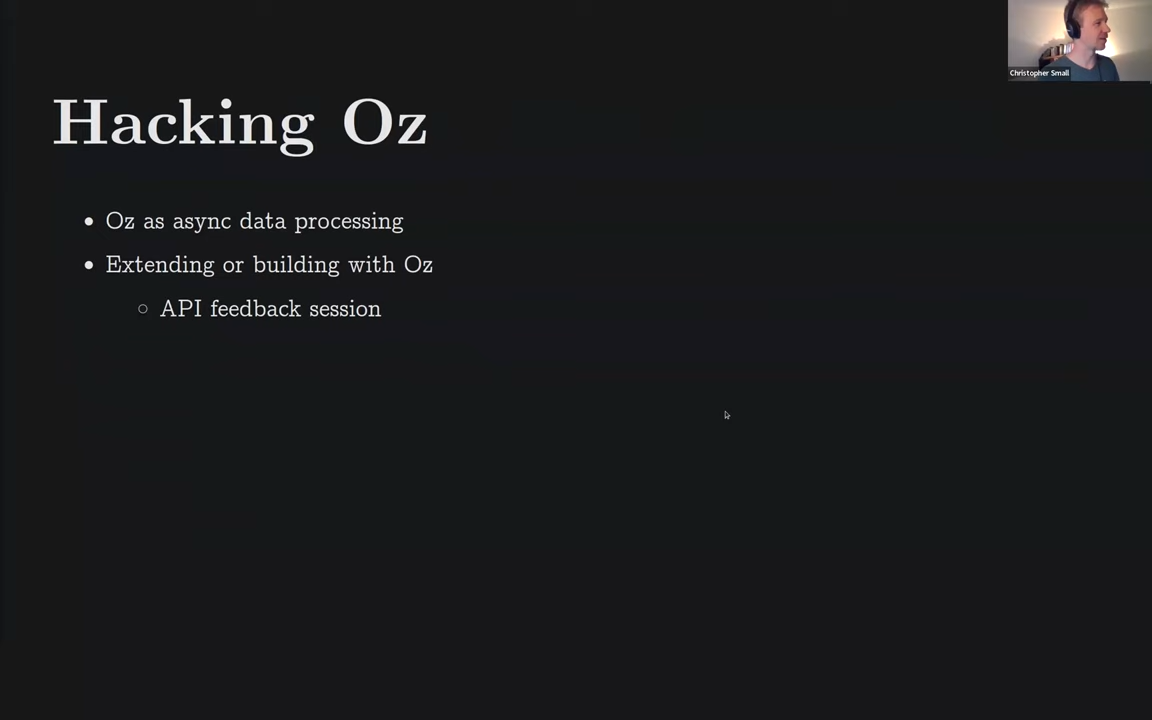 Christopher Small
Hacking Oz
Oz as async data processing
Extending or building with Oz
API feedback session